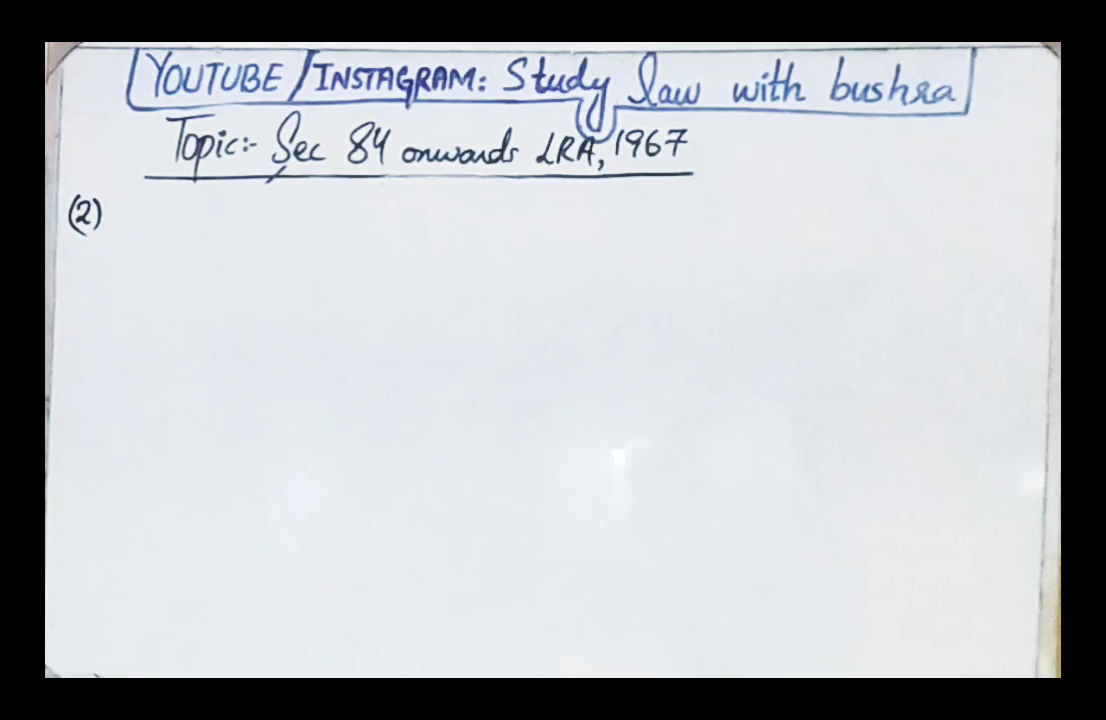 YOUTUBE / INSTAGRAM: Study law with bushra
Topic:- Sec 84 onwards LRA, 1967
(2)